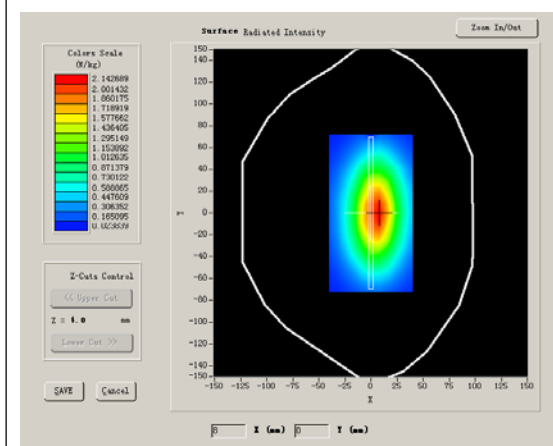 Surface Radiated Intensity
Zoom In/Out
Colors Scale
(W/kg)
2.142689
2.001432
1.860175
1.718919
1.577662
1.436405
1.295149
1.153892
1.012635
0.871379
0.730122
0.588865
0.447609
0.306352
0.165095
0.023839
150
140
120
100
80
60
40
20
0
-20
-40
-60
-80
-100
-120
-140
-150
Y
-150 -125 -100 -75 -50 -25 0 25 50 75 100 125 150
X
Z-Cuts Control
<< Upper Cut
Z = 4.0 mm
Lower Cut >>
SAVE Cancel
8 X (mm) 0 Y (mm)